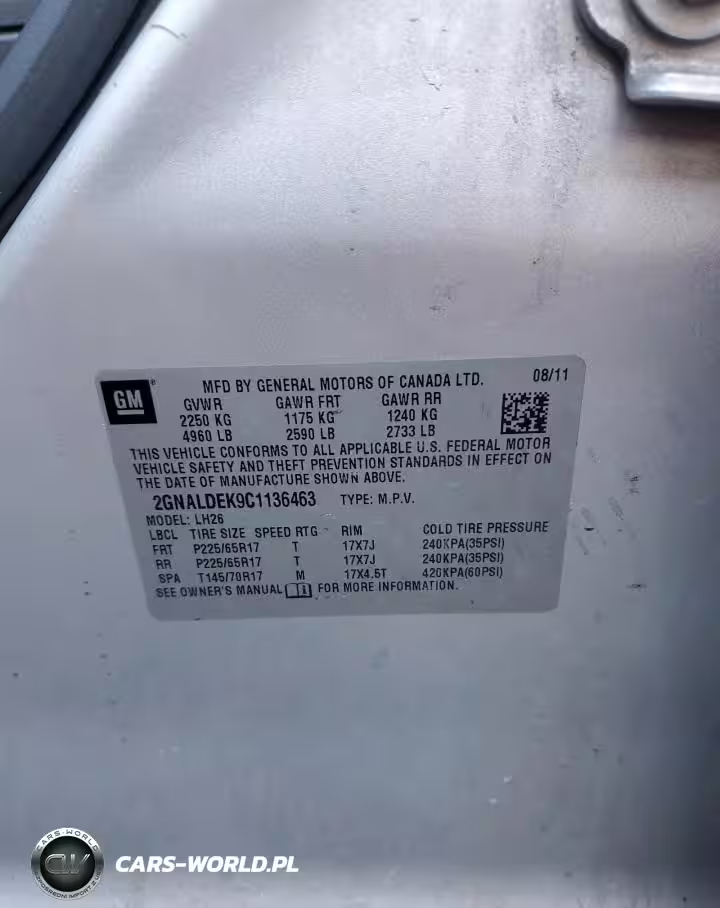 GM
MFD BY GENERAL MOTORS OF CANADA LTD. 08/11
GVWR GAWR FRT GAWR RR
2250 KG 1175 KG 1240 KG
4960 LB 2590 LB 2733 LB
THIS VEHICLE CONFORMS TO ALL APPLICABLE U.S. FEDERAL MOTOR
VEHICLE SAFETY AND THEFT PREVENTION STANDARDS IN EFFECT ON
THE DATE OF MANUFACTURE SHOWN ABOVE.
2GNALDEK9C1136463 TYPE: M.P.V.
MODEL: LH26
LBCL TIRE SIZE SPEED RTG RIM COLD TIRE PRESSURE
FRT P225/65R17 T 17X7J 240KPA(35PSI)
RR P225/65R17 T 17X7J 240KPA(35PSI)
SPA T145/70R17 M 17X4.5T 420KPA(60PSI)
SEE OWNER'S MANUAL FOR MORE INFORMATION.
CARS-WORLD
CARS-WORLD.PL